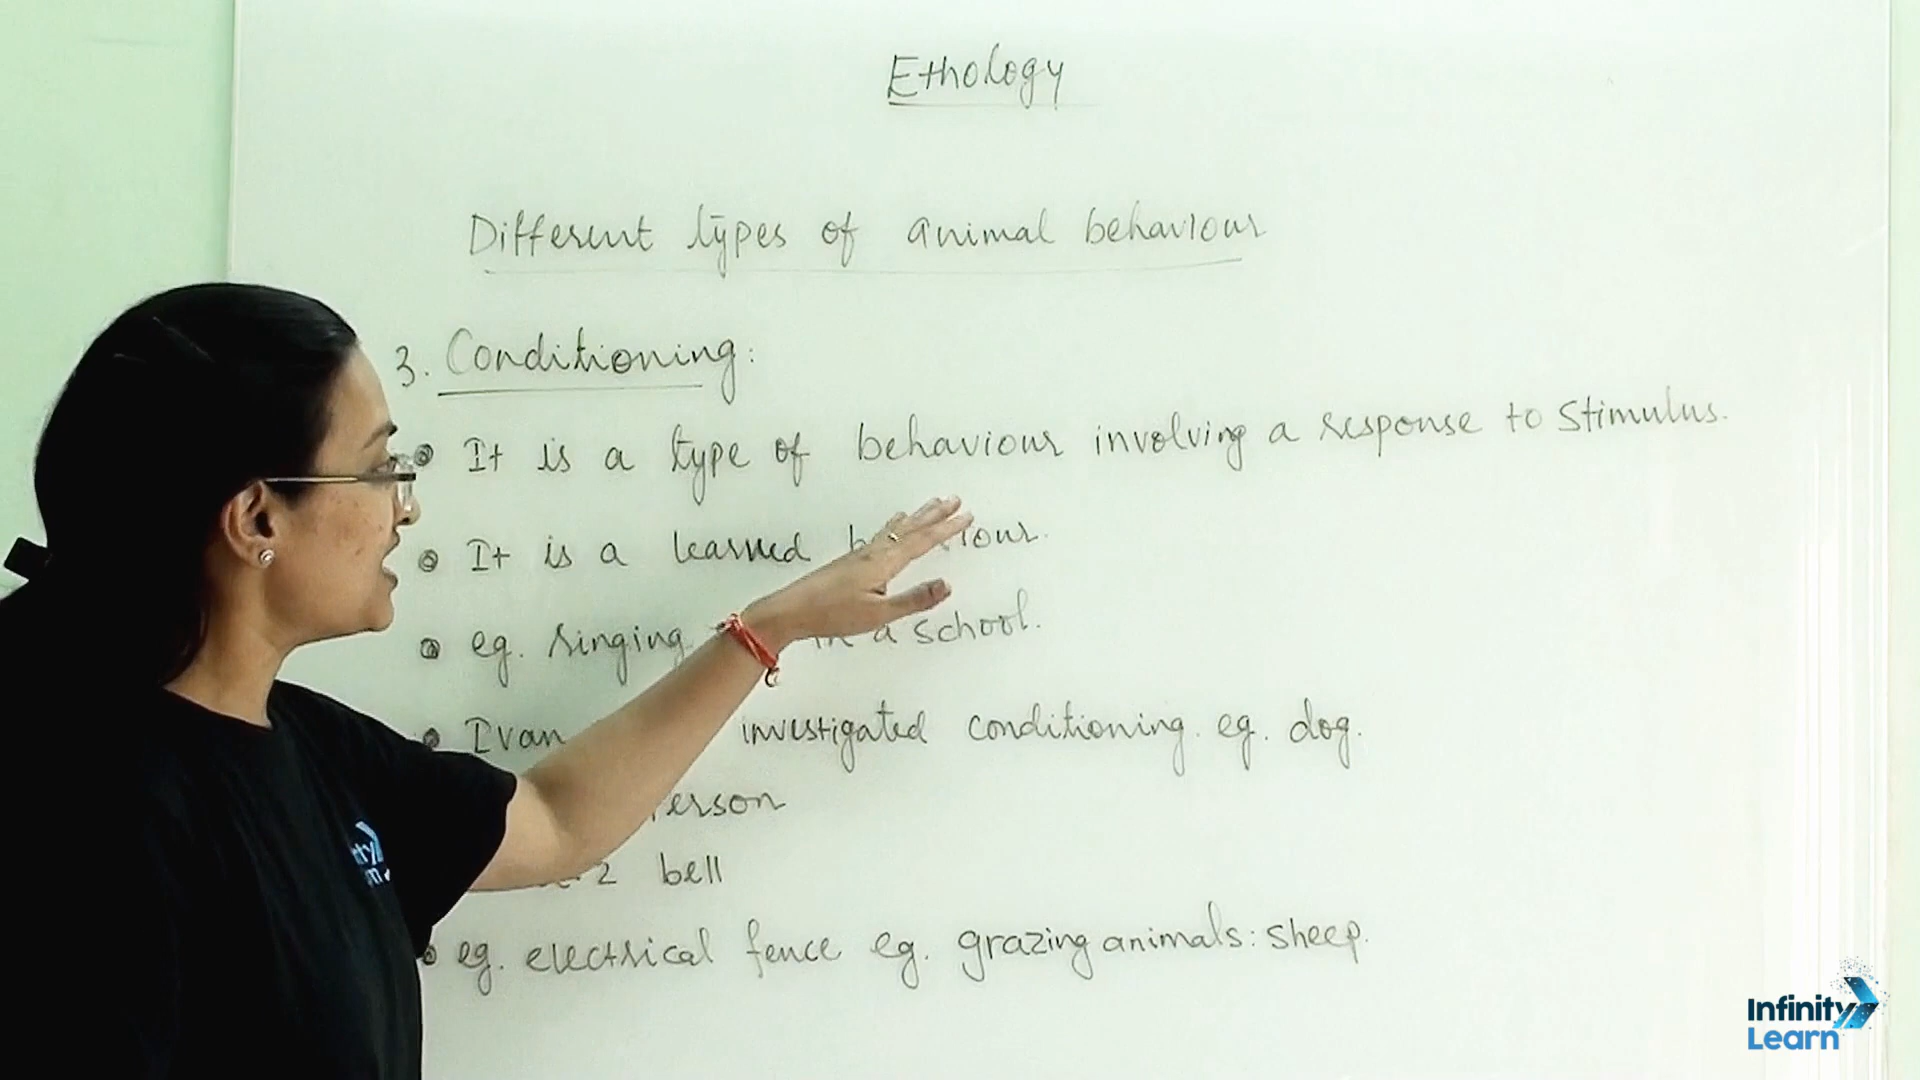 Ethology
Different types of animal behaviour
3. Conditioning:
It is a type of behaviour involving a response to stimulus.
It is a learned
eg. ringing in a school.
Ivan investigated conditioning. eg. dog.
2 bell
eg. electrical fence eg. grazing animals: sheep.
Infinity
Learn